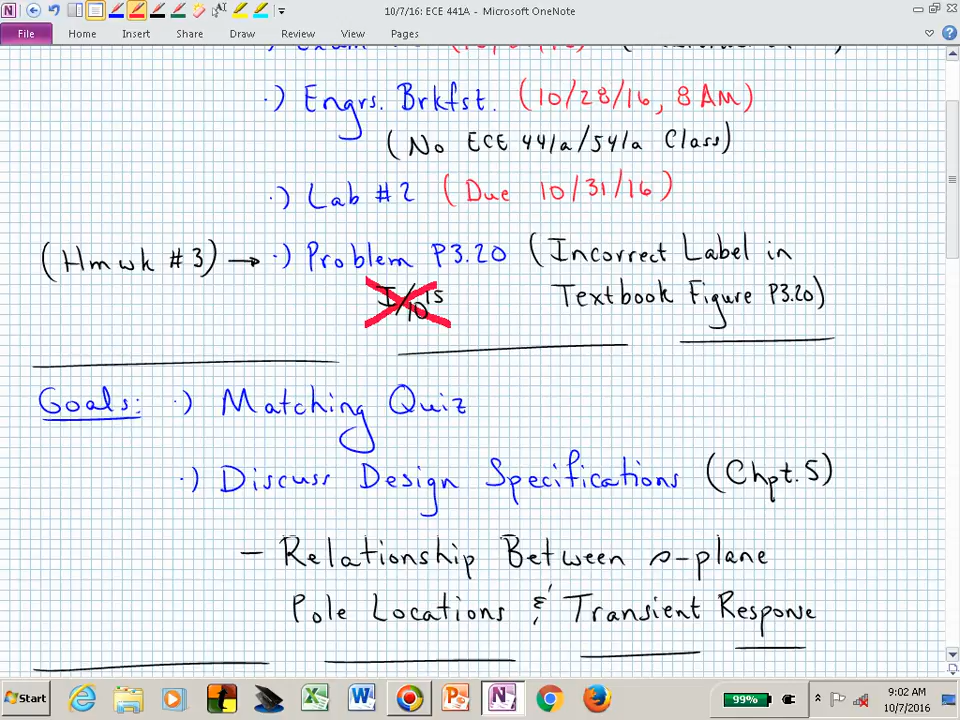 10/7/16: ECE 441A - Microsoft OneNote
File Home Insert Share Draw Review View Pages
·) Engrs. Brkfst. (10/28/16, 8 AM)
(No ECE 441a/541a Class)
·) Lab #2 (Due 10/31/16)
(Hmwk #3) → ·) Problem P3.20 (Incorrect Label in
Textbook Figure P3.20)
I/10^15
Goals: ·) Matching Quiz
·) Discuss Design Specifications (Chpt. 5)
– Relationship Between s-plane
Pole Locations & Transient Response
Start
99%
9:02 AM
10/7/2016